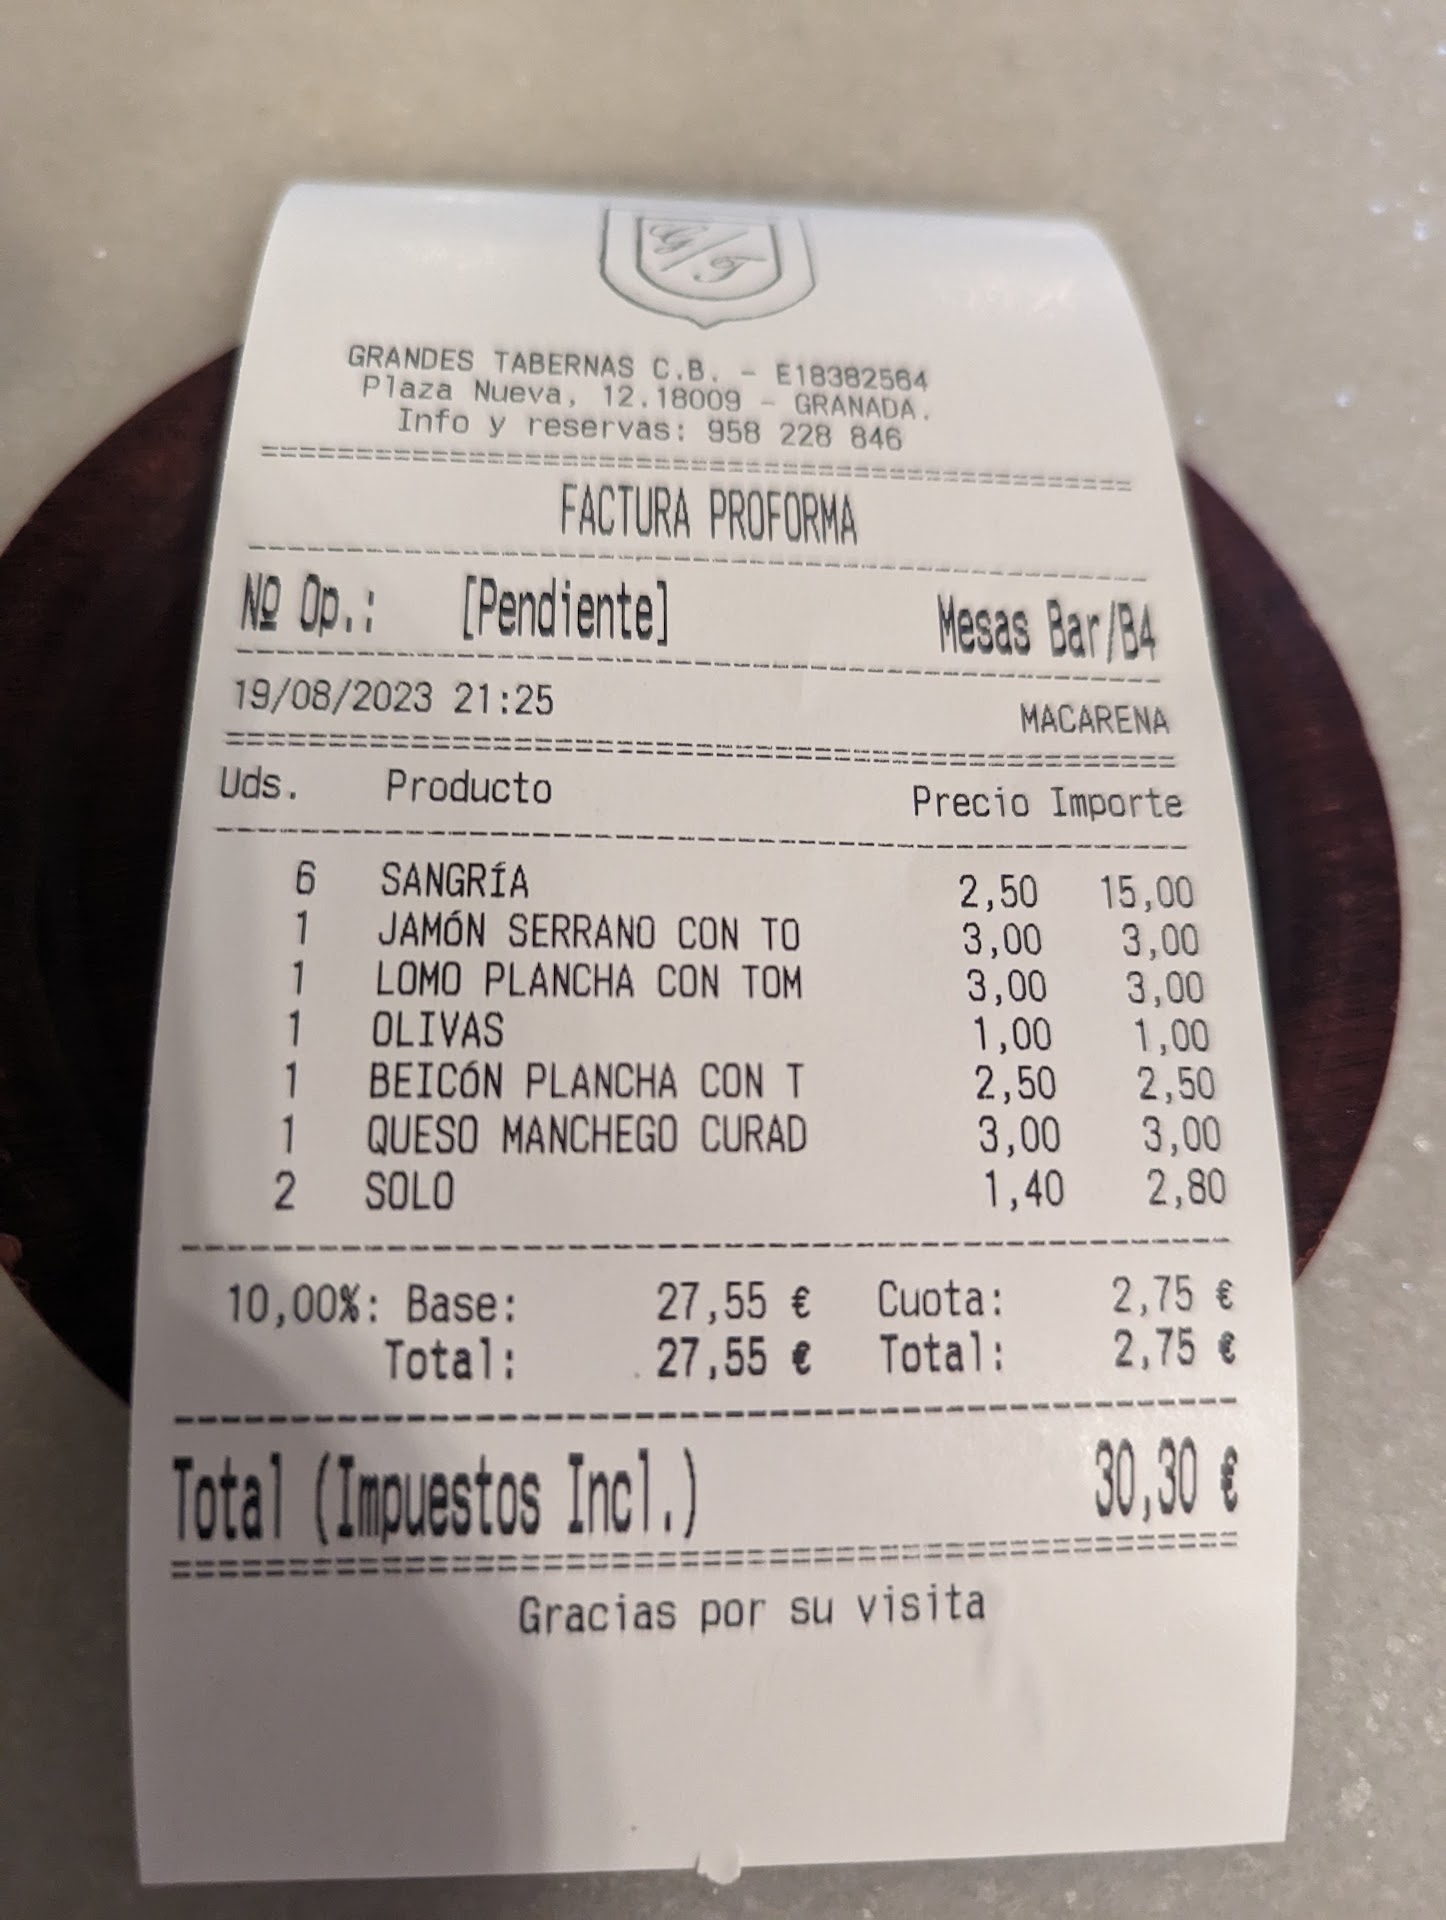 G/T
GRANDES TABERNAS C.B. - E18382564
Plaza Nueva, 12.18009 - GRANADA.
Info y reservas: 958 228 846
FACTURA PROFORMA
Nº Op.: [Pendiente] Mesas Bar/B4
19/08/2023 21:25 MACARENA
Uds. Producto Precio Importe
6 SANGRÍA 2,50 15,00
1 JAMÓN SERRANO CON TO 3,00 3,00
1 LOMO PLANCHA CON TOM 3,00 3,00
1 OLIVAS 1,00 1,00
1 BEICÓN PLANCHA CON T 2,50 2,50
1 QUESO MANCHEGO CURAD 3,00 3,00
2 SOLO 1,40 2,80
10,00%: Base: 27,55 € Cuota: 2,75 €
Total: 27,55 € Total: 2,75 €
Total (Impuestos Incl.) 30,30 €
Gracias por su visita